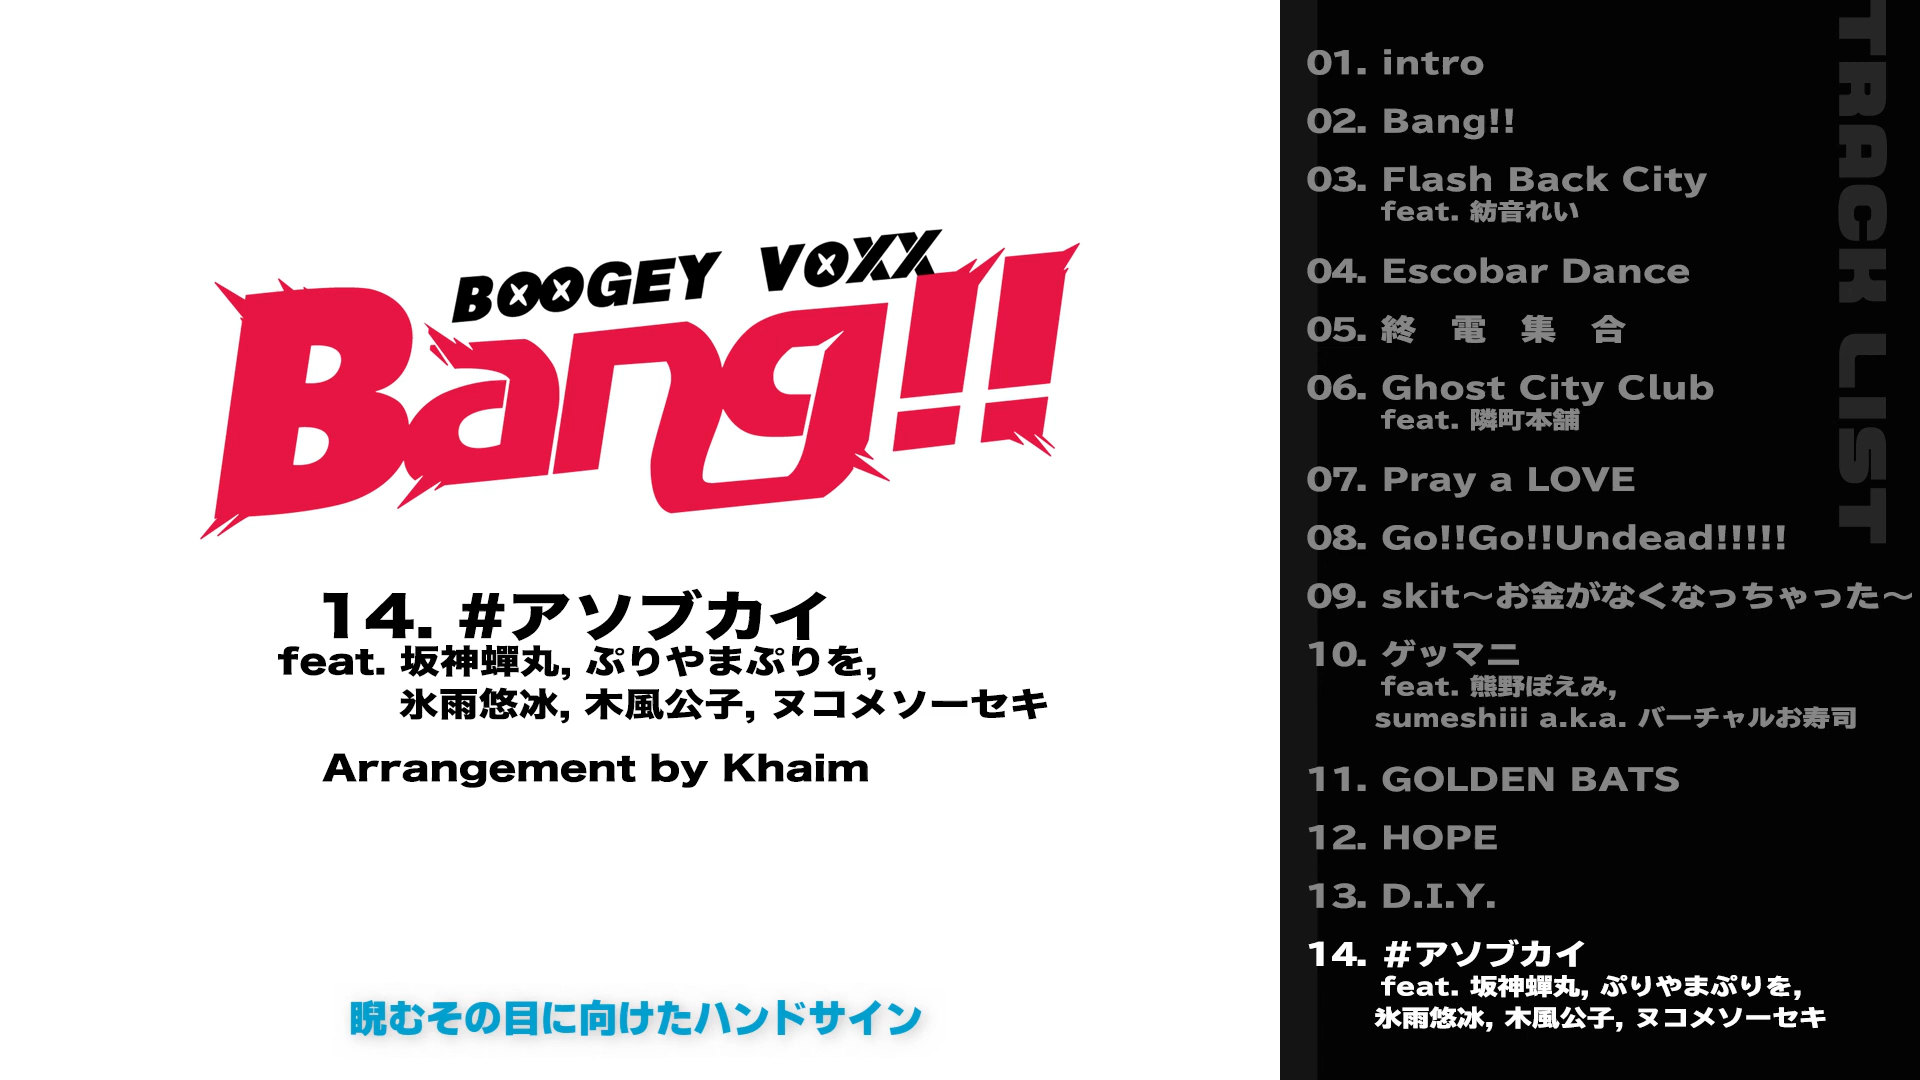 BOOGEY VOXX
Bang!!
14. #アソブカイ
feat. 坂神蟬丸, ぷりやまぷりを,
氷雨悠冰, 木風公子, ヌコメソーセキ
Arrangement by Khaim
睨むその目に向けたハンドサイン
TRACK LIST
01. intro
02. Bang!!
03. Flash Back City
feat. 紡音れい
04. Escobar Dance
05. 終　電　集　合
06. Ghost City Club
feat. 隣町本舗
07. Pray a LOVE
08. Go!!Go!!Undead!!!!!
09. skit～お金がなくなっちゃった～
10. ゲッマニ
feat. 熊野ぽえみ,
sumeshiii a.k.a. バーチャルお寿司
11. GOLDEN BATS
12. HOPE
13. D.I.Y.
14. #アソブカイ
feat. 坂神蟬丸, ぷりやまぷりを,
氷雨悠冰, 木風公子, ヌコメソーセキ